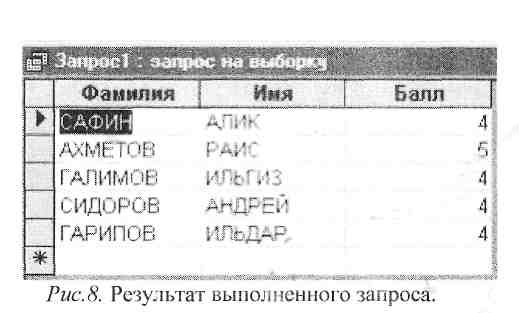 Запрос1 : запрос на выборку
Фамилия Имя Балл
САФИН АЛИК 4
АХМЕТОВ РАИС 5
ГАЛИМОВ ИЛЬГИЗ 4
СИДОРОВ АНДРЕЙ 4
ГАРИПОВ ИЛЬДАР 4
Рис.8. Результат выполненного запроса.